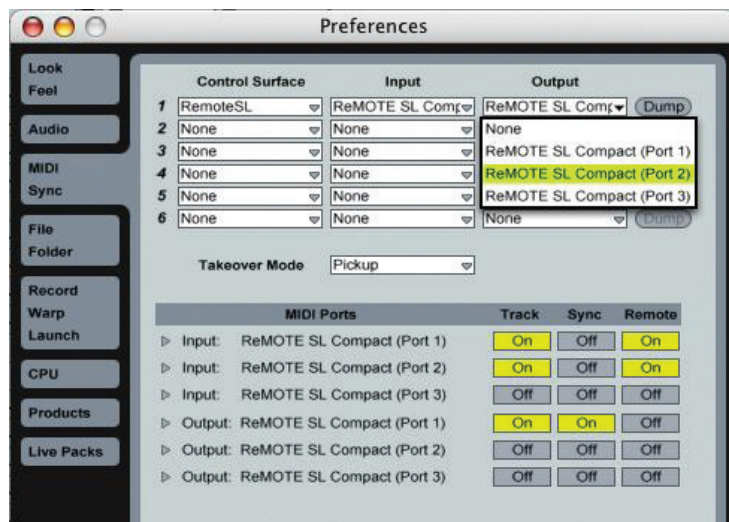 Preferences
Look
Feel
Audio
MIDI
Sync
File
Folder
Record
Warp
Launch
CPU
Products
Live Packs
Control Surface Input Output
1 RemoteSL ReMOTE SL Comp ReMOTE SL Comp Dump
2 None None None
3 None None ReMOTE SL Compact (Port 1)
4 None None ReMOTE SL Compact (Port 2)
5 None None ReMOTE SL Compact (Port 3)
6 None None None Dump
Takeover Mode Pickup
MIDI Ports Track Sync Remote
Input: ReMOTE SL Compact (Port 1) On Off On
Input: ReMOTE SL Compact (Port 2) On Off On
Input: ReMOTE SL Compact (Port 3) Off Off Off
Output: ReMOTE SL Compact (Port 1) On On Off
Output: ReMOTE SL Compact (Port 2) Off Off Off
Output: ReMOTE SL Compact (Port 3) Off Off Off